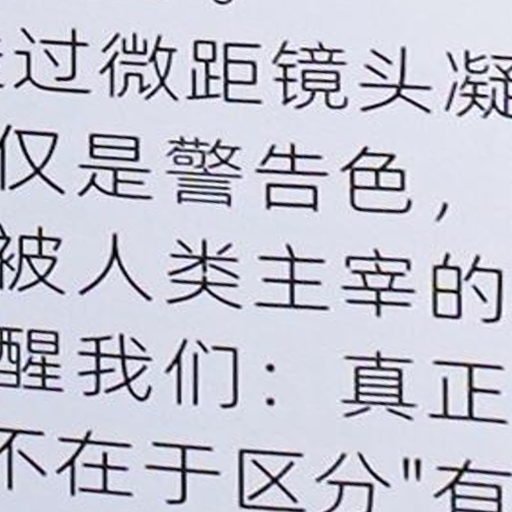 过微距镜头凝
仅是警告色，
被人类主宰的
醒我们：真正
不在于区分"有